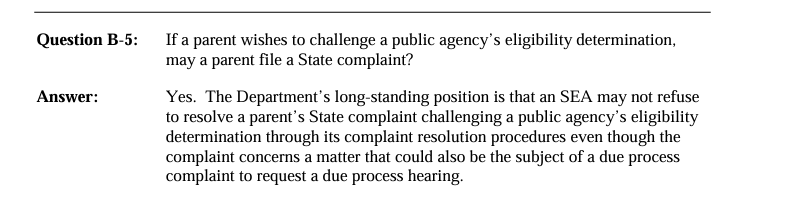 Question B-5: If a parent wishes to challenge a public agency’s eligibility determination,
may a parent file a State complaint?
Answer: Yes.  The Department’s long-standing position is that an SEA may not refuse
to resolve a parent’s State complaint challenging a public agency’s eligibility
determination through its complaint resolution procedures even though the
complaint concerns a matter that could also be the subject of a due process
complaint to request a due process hearing.